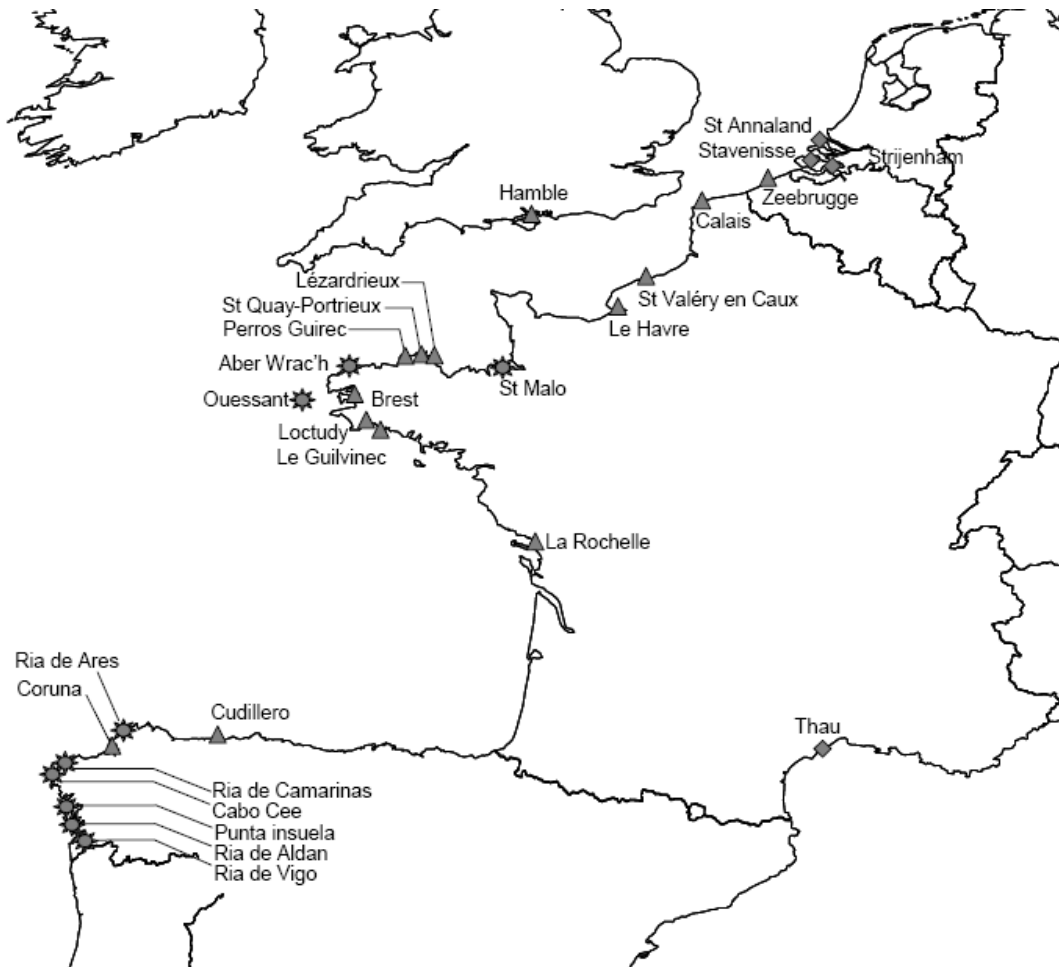 St Annaland
Stavenisse
Strijenham
Hamble
Zeebrugge
Calais
Lézardrieux
St Quay-Portrieux
St Valéry en Caux
Perros Guirec
Le Havre
Aber Wrac'h
St Malo
Ouessant
Brest
Loctudy
Le Guilvinec
La Rochelle
Ria de Ares
Coruna
Cudillero
Thau
Ria de Camarinas
Cabo Cee
Punta insuela
Ria de Aldan
Ria de Vigo